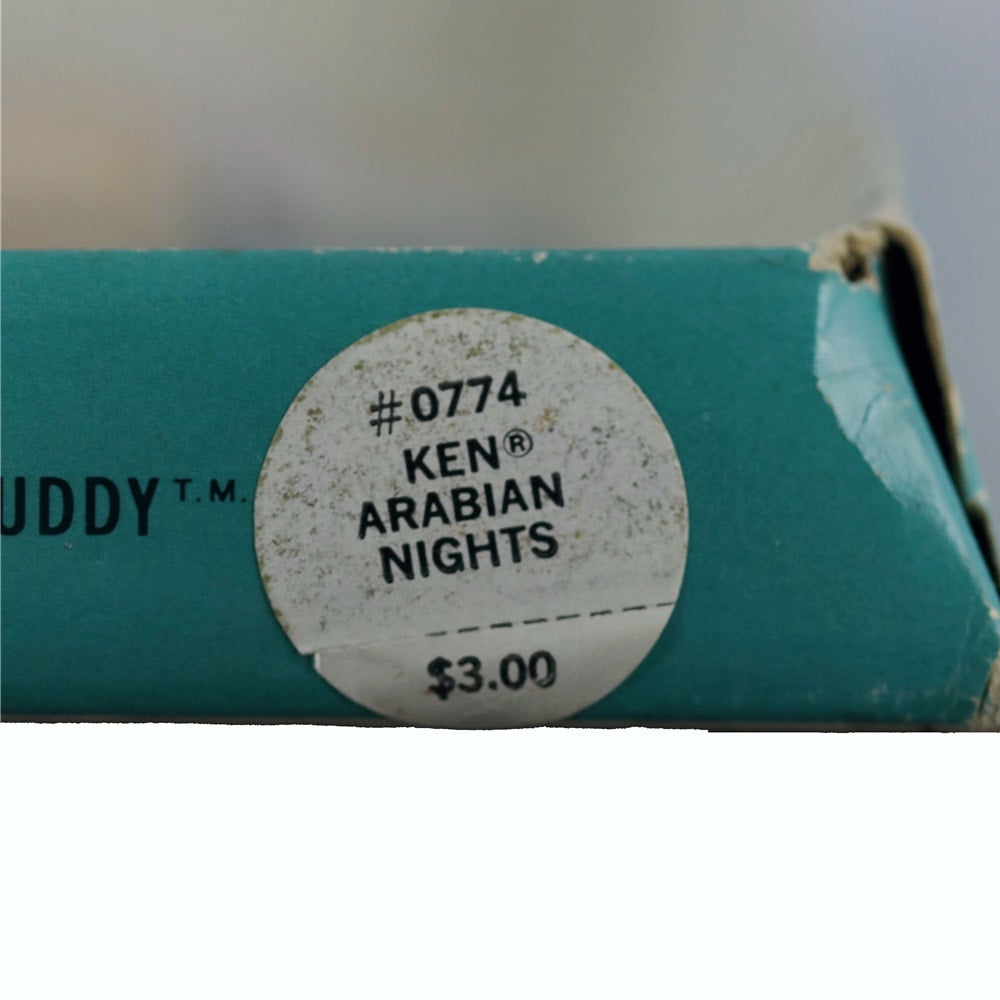 #0774
KEN®
ARABIAN
NIGHTS
UDDY T.M.
$3.00